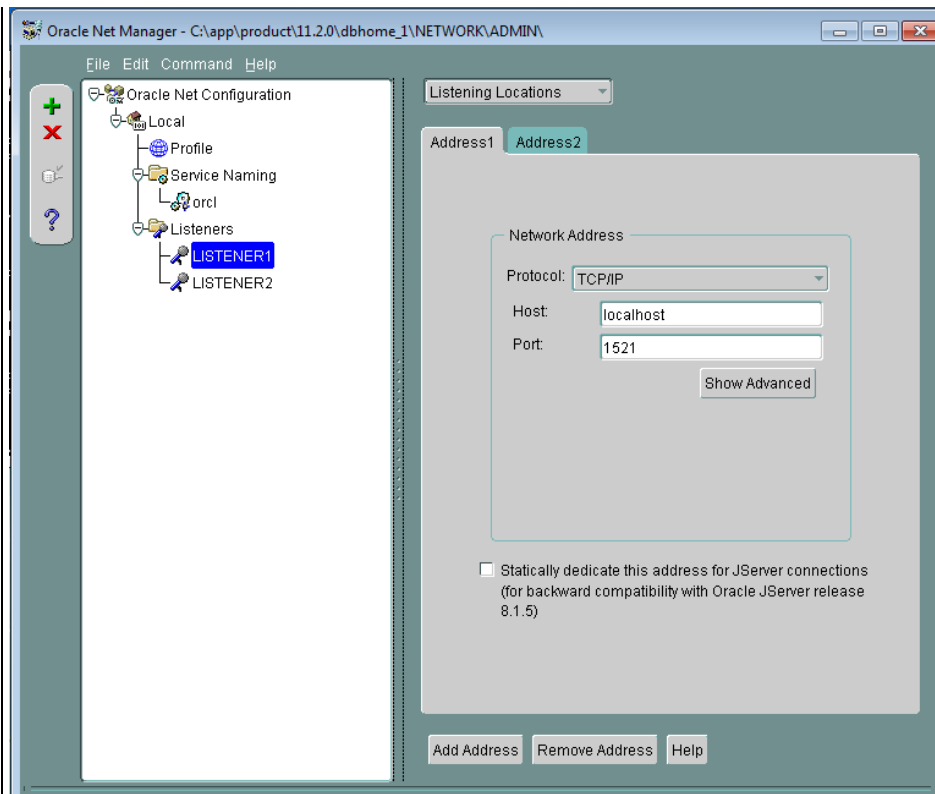 Oracle Net Manager - C:\app\product\11.2.0\dbhome_1\NETWORK\ADMIN\
File Edit Command Help
Oracle Net Configuration
Local
Profile
Service Naming
orcl
Listeners
LISTENER1
LISTENER2
Listening Locations
Address1 Address2
Network Address
Protocol: TCP/IP
Host: localhost
Port: 1521
Show Advanced
Statically dedicate this address for JServer connections
(for backward compatibility with Oracle JServer release
8.1.5)
Add Address Remove Address Help